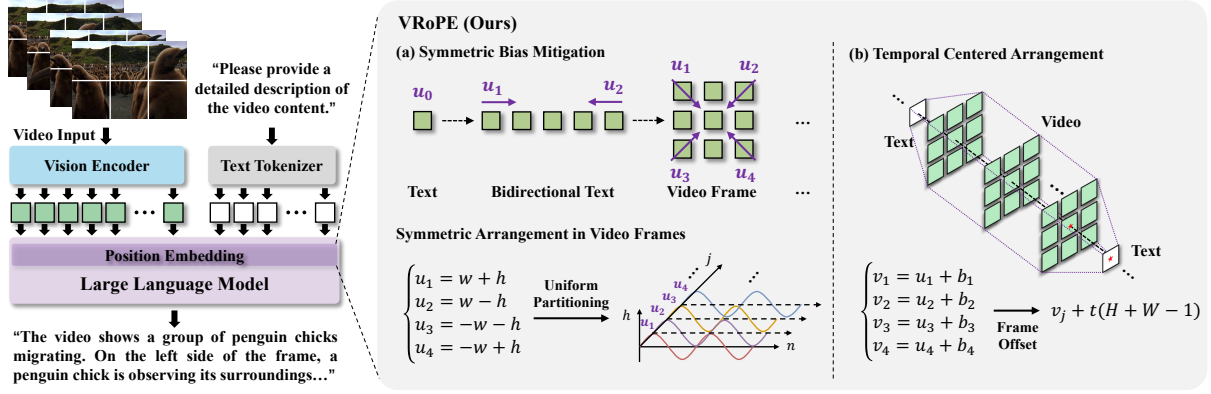 "Please provide a
detailed description of
the video content."
Video Input
Vision Encoder
Text Tokenizer
...
...
Position Embedding
Large Language Model
"The video shows a group of penguin chicks
migrating. On the left side of the frame, a
penguin chick is observing its surroundings..."
VRoPE (Ours)
(a) Symmetric Bias Mitigation
u₀
u₁
u₂
u₁
u₂
u₃
u₄
...
Text
Bidirectional Text
Video Frame
...
Symmetric Arrangement in Video Frames
u₁ = w + h
u₂ = w − h
u₃ = −w − h
u₄ = −w + h
Uniform
Partitioning
j
u₄
u₃
u₂
u₁
h
n
...
...
(b) Temporal Centered Arrangement
...
Text
Video
...
Text
...
v₁ = u₁ + b₁
v₂ = u₂ + b₂
v₃ = u₃ + b₃
v₄ = u₄ + b₄
Frame
Offset
vⱼ + t(H + W − 1)